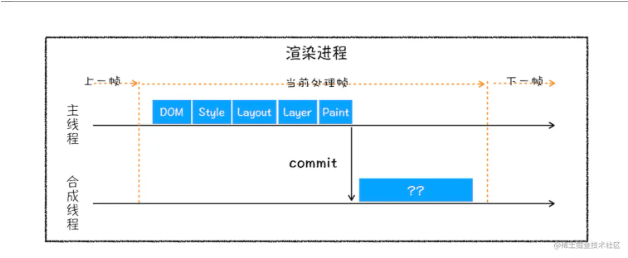 渲染进程
上一帧 当前处理帧 下一帧
主线程
DOM Style Layout Layer Paint
commit
合成线程
??
@稀土掘金技术社区